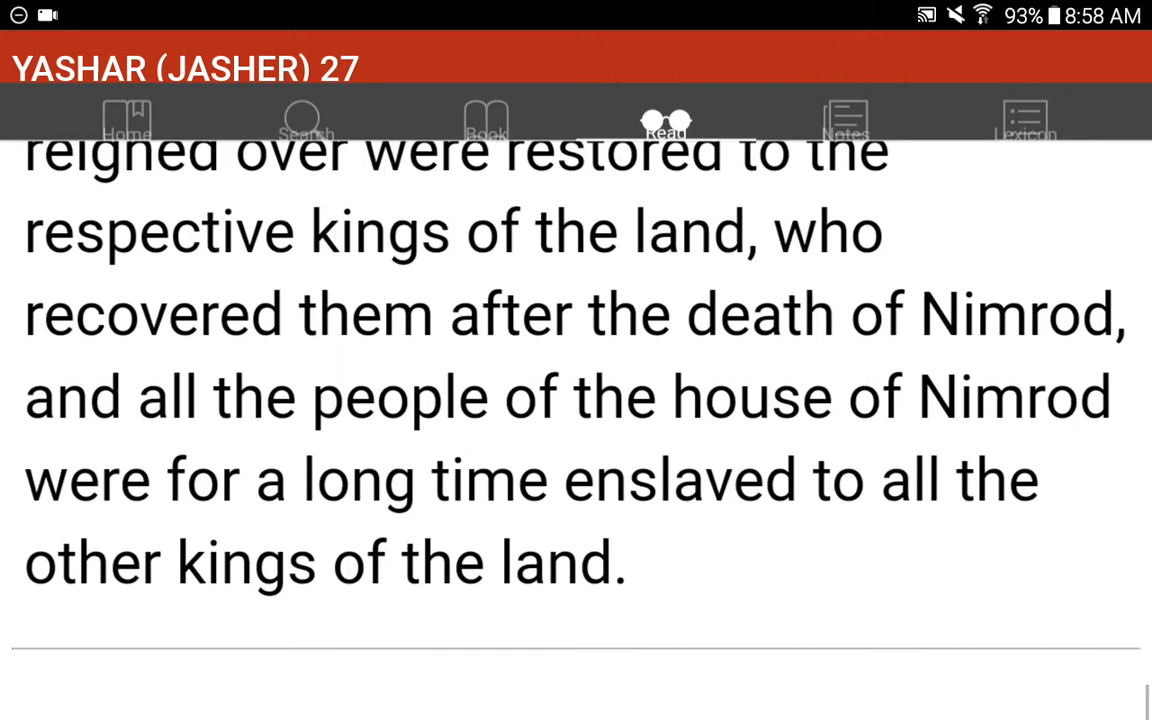 93% 8:58 AM
YASHAR (JASHER) 27
Home Search Book Read Notes Lexicon
reigned over were restored to the
respective kings of the land, who
recovered them after the death of Nimrod,
and all the people of the house of Nimrod
were for a long time enslaved to all the
other kings of the land.